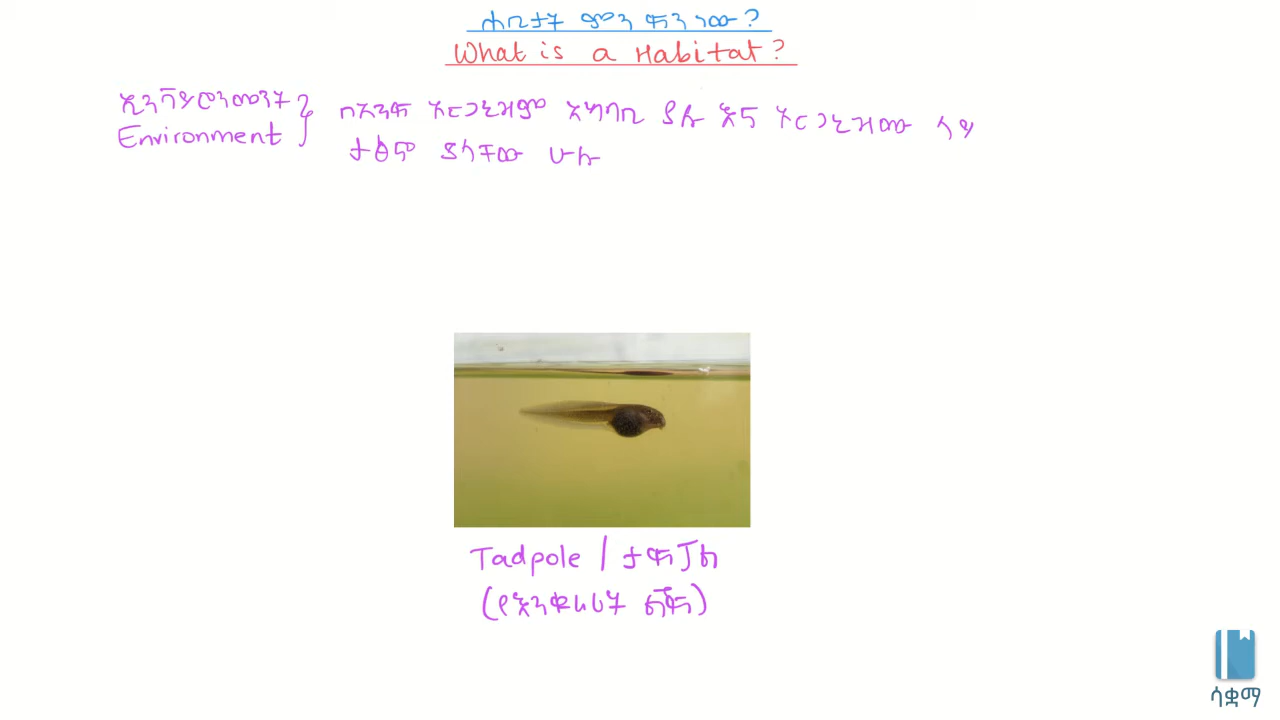 ሐቢታት ምን ማን ነው?
What is a Habitat?
ኢንቫይሮንመንት
Environment
በአንድ ኦርጋኒዝም አካባቢ ያሉ እና ኦርጋኒዝሙ ላይ
ተፅዕኖ ያላቸው ሁሉ
Tadpole / ታድፖል
(የእንቁራሪት ልጅ)
ሳቋማ